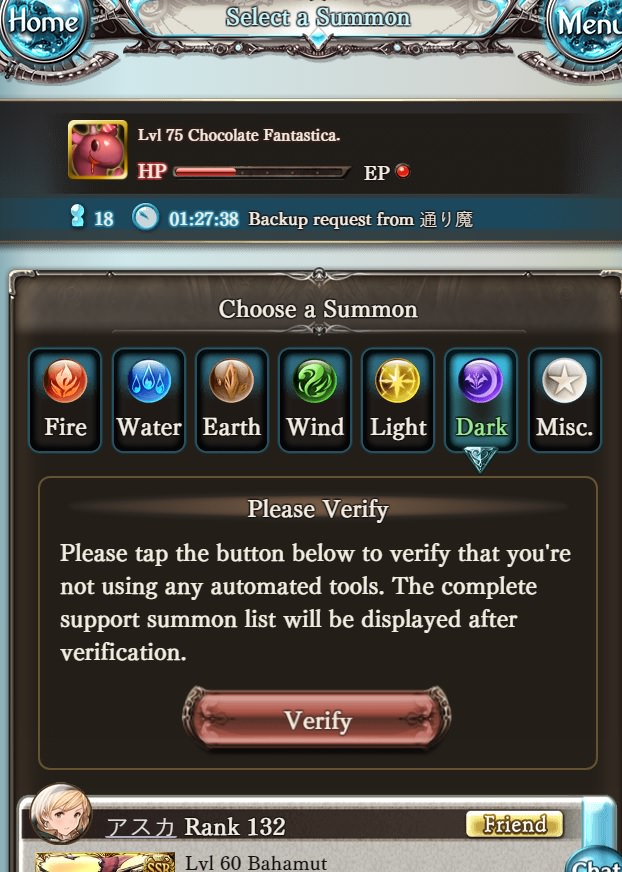 Home
Select a Summon
Menu
Lvl 75 Chocolate Fantastica.
HP
EP
18
01:27:38
Backup request from 通り魔
Choose a Summon
Fire
Water
Earth
Wind
Light
Dark
Misc.
Please Verify
Please tap the button below to verify that you're
not using any automated tools. The complete
support summon list will be displayed after
verification.
Verify
アスカ Rank 132
Friend
SSR
Lvl 60 Bahamut
Chat